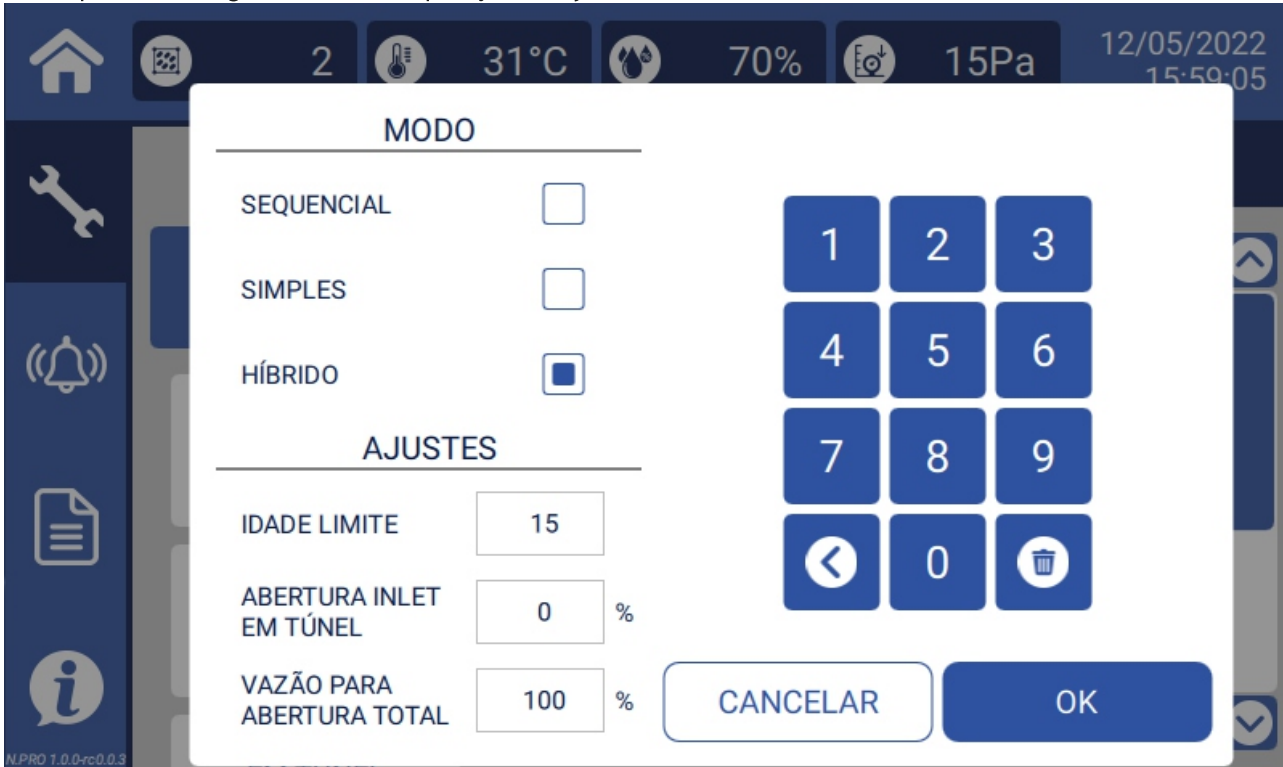 2
31°C
70%
15Pa
12/05/2022
15:59:05
MODO
SEQUENCIAL
SIMPLES
HÍBRIDO
AJUSTES
IDADE LIMITE 15
ABERTURA INLET
EM TÚNEL 0 %
VAZÃO PARA
ABERTURA TOTAL 100 %
1 2 3
4 5 6
7 8 9
0
CANCELAR OK
N.PRO 1.0.0-rc0.0.3